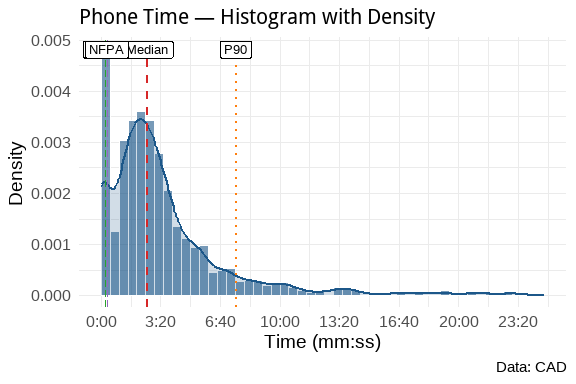 Phone Time — Histogram with Density
NFPA Median P90
0.005
0.004
0.003
0.002
0.001
0.000
Density
0:00 3:20 6:40 10:00 13:20 16:40 20:00 23:20
Time (mm:ss)
Data: CAD